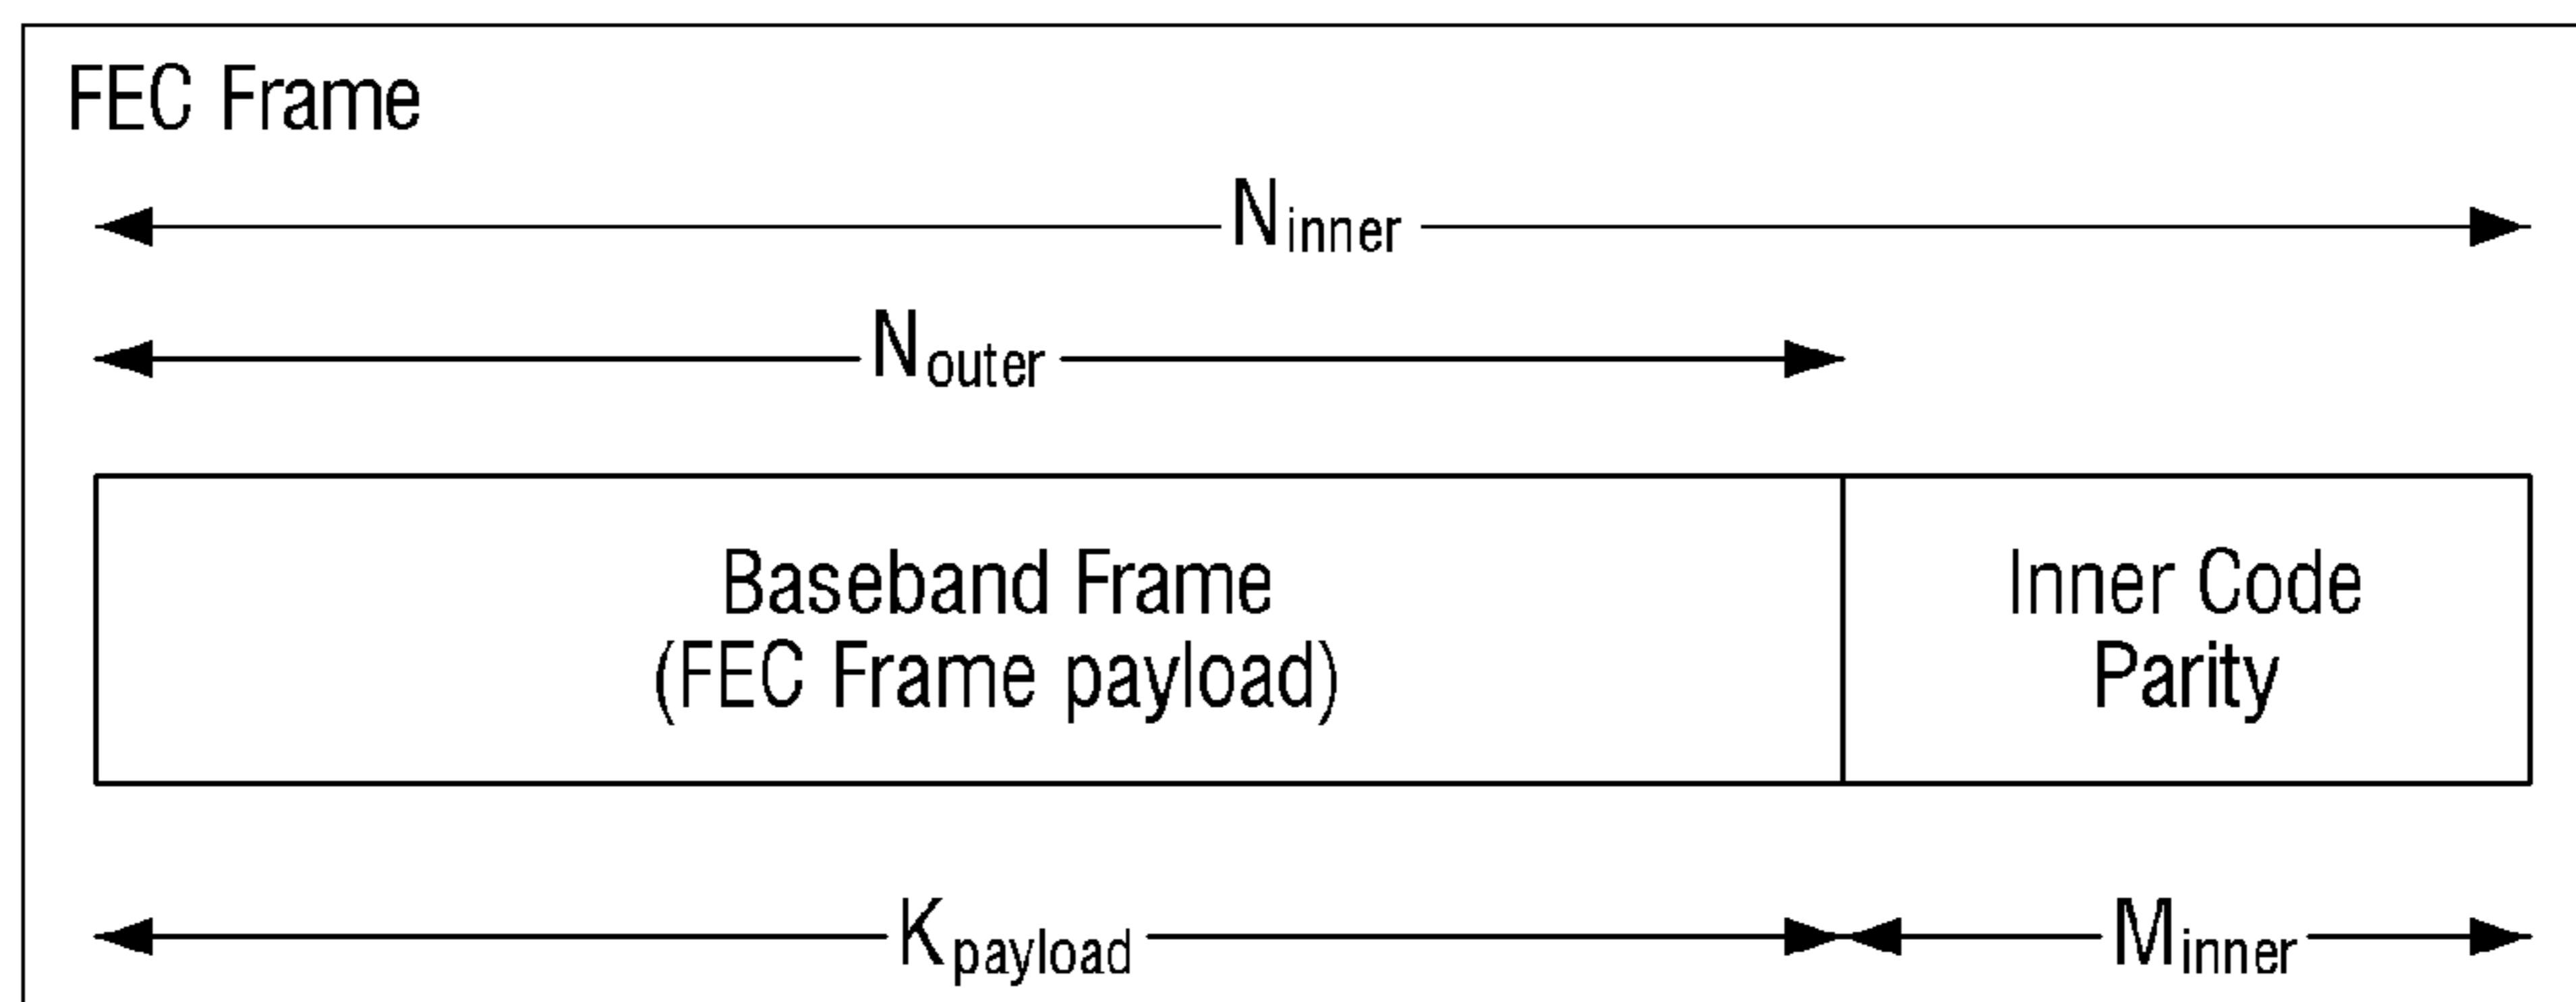 FEC Frame
Ninner
Nouter
Baseband Frame
(FEC Frame payload)
Inner Code
Parity
Kpayload
Minner